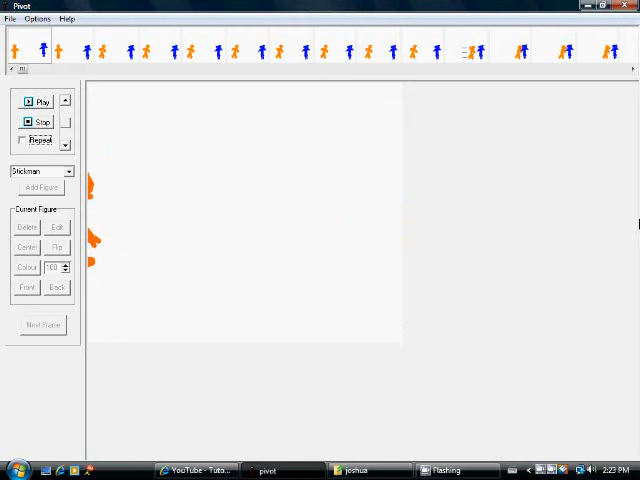 Pivot
File Options Help
Play
Stop
Repeat
Stickman
Add Figure
Current Figure
Delete Edit
Center Flip
Colour 100
Front Back
Next Frame
YouTube - Tuto... pivot joshua Flashing 2:23 PM